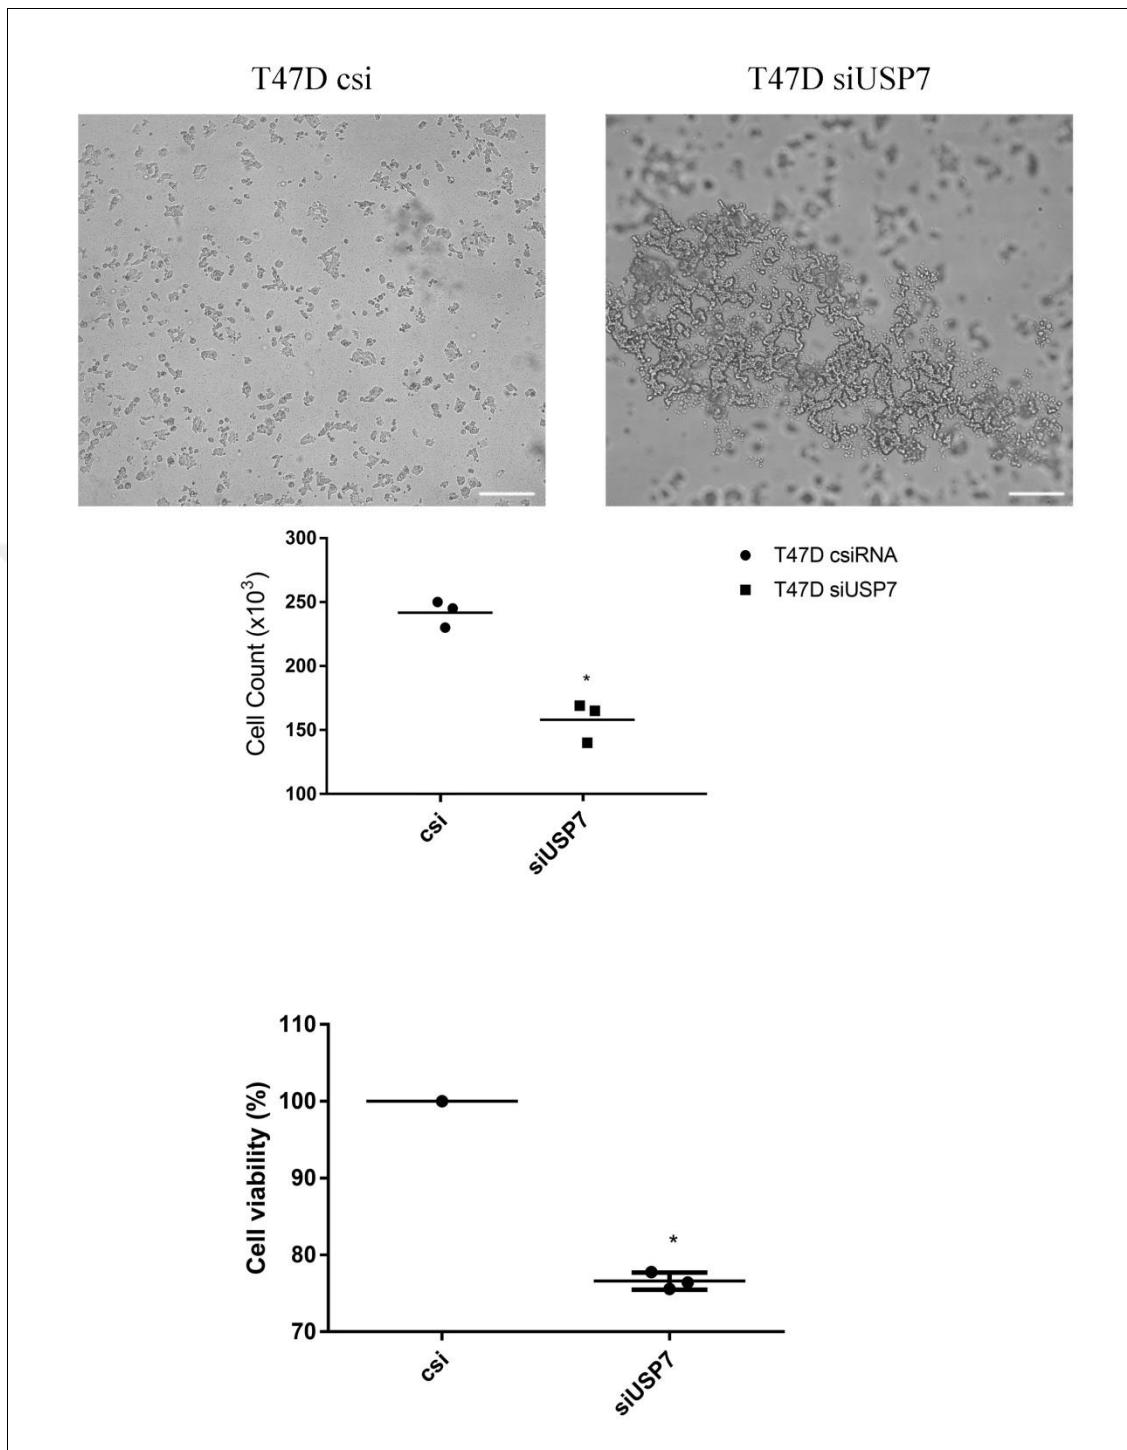 T47D csi
T47D siUSP7
300
250
200
150
100
Cell Count (x10³)
*
csi
siUSP7
T47D csiRNA
T47D siUSP7
110
100
90
80
70
Cell viability (%)
*
csi
siUSP7